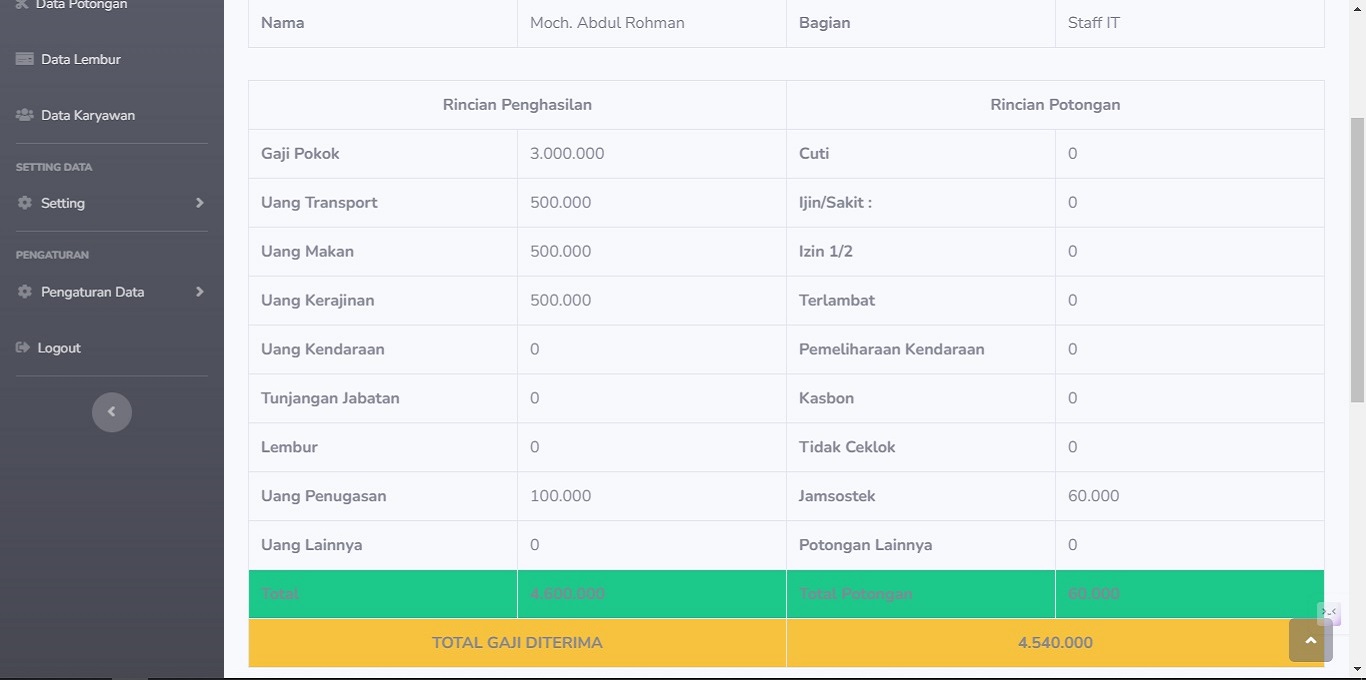 Data Potongan
Data Lembur
Data Karyawan
SETTING DATA
Setting
PENGATURAN
Pengaturan Data
Logout
Nama Moch. Abdul Rohman Bagian Staff IT
Rincian Penghasilan Rincian Potongan
Gaji Pokok 3.000.000 Cuti 0
Uang Transport 500.000 Ijin/Sakit : 0
Uang Makan 500.000 Izin 1/2 0
Uang Kerajinan 500.000 Terlambat 0
Uang Kendaraan 0 Pemeliharaan Kendaraan 0
Tunjangan Jabatan 0 Kasbon 0
Lembur 0 Tidak Ceklok 0
Uang Penugasan 100.000 Jamsostek 60.000
Uang Lainnya 0 Potongan Lainnya 0
Total 4.600.000 Total Potongan 60.000
TOTAL GAJI DITERIMA 4.540.000